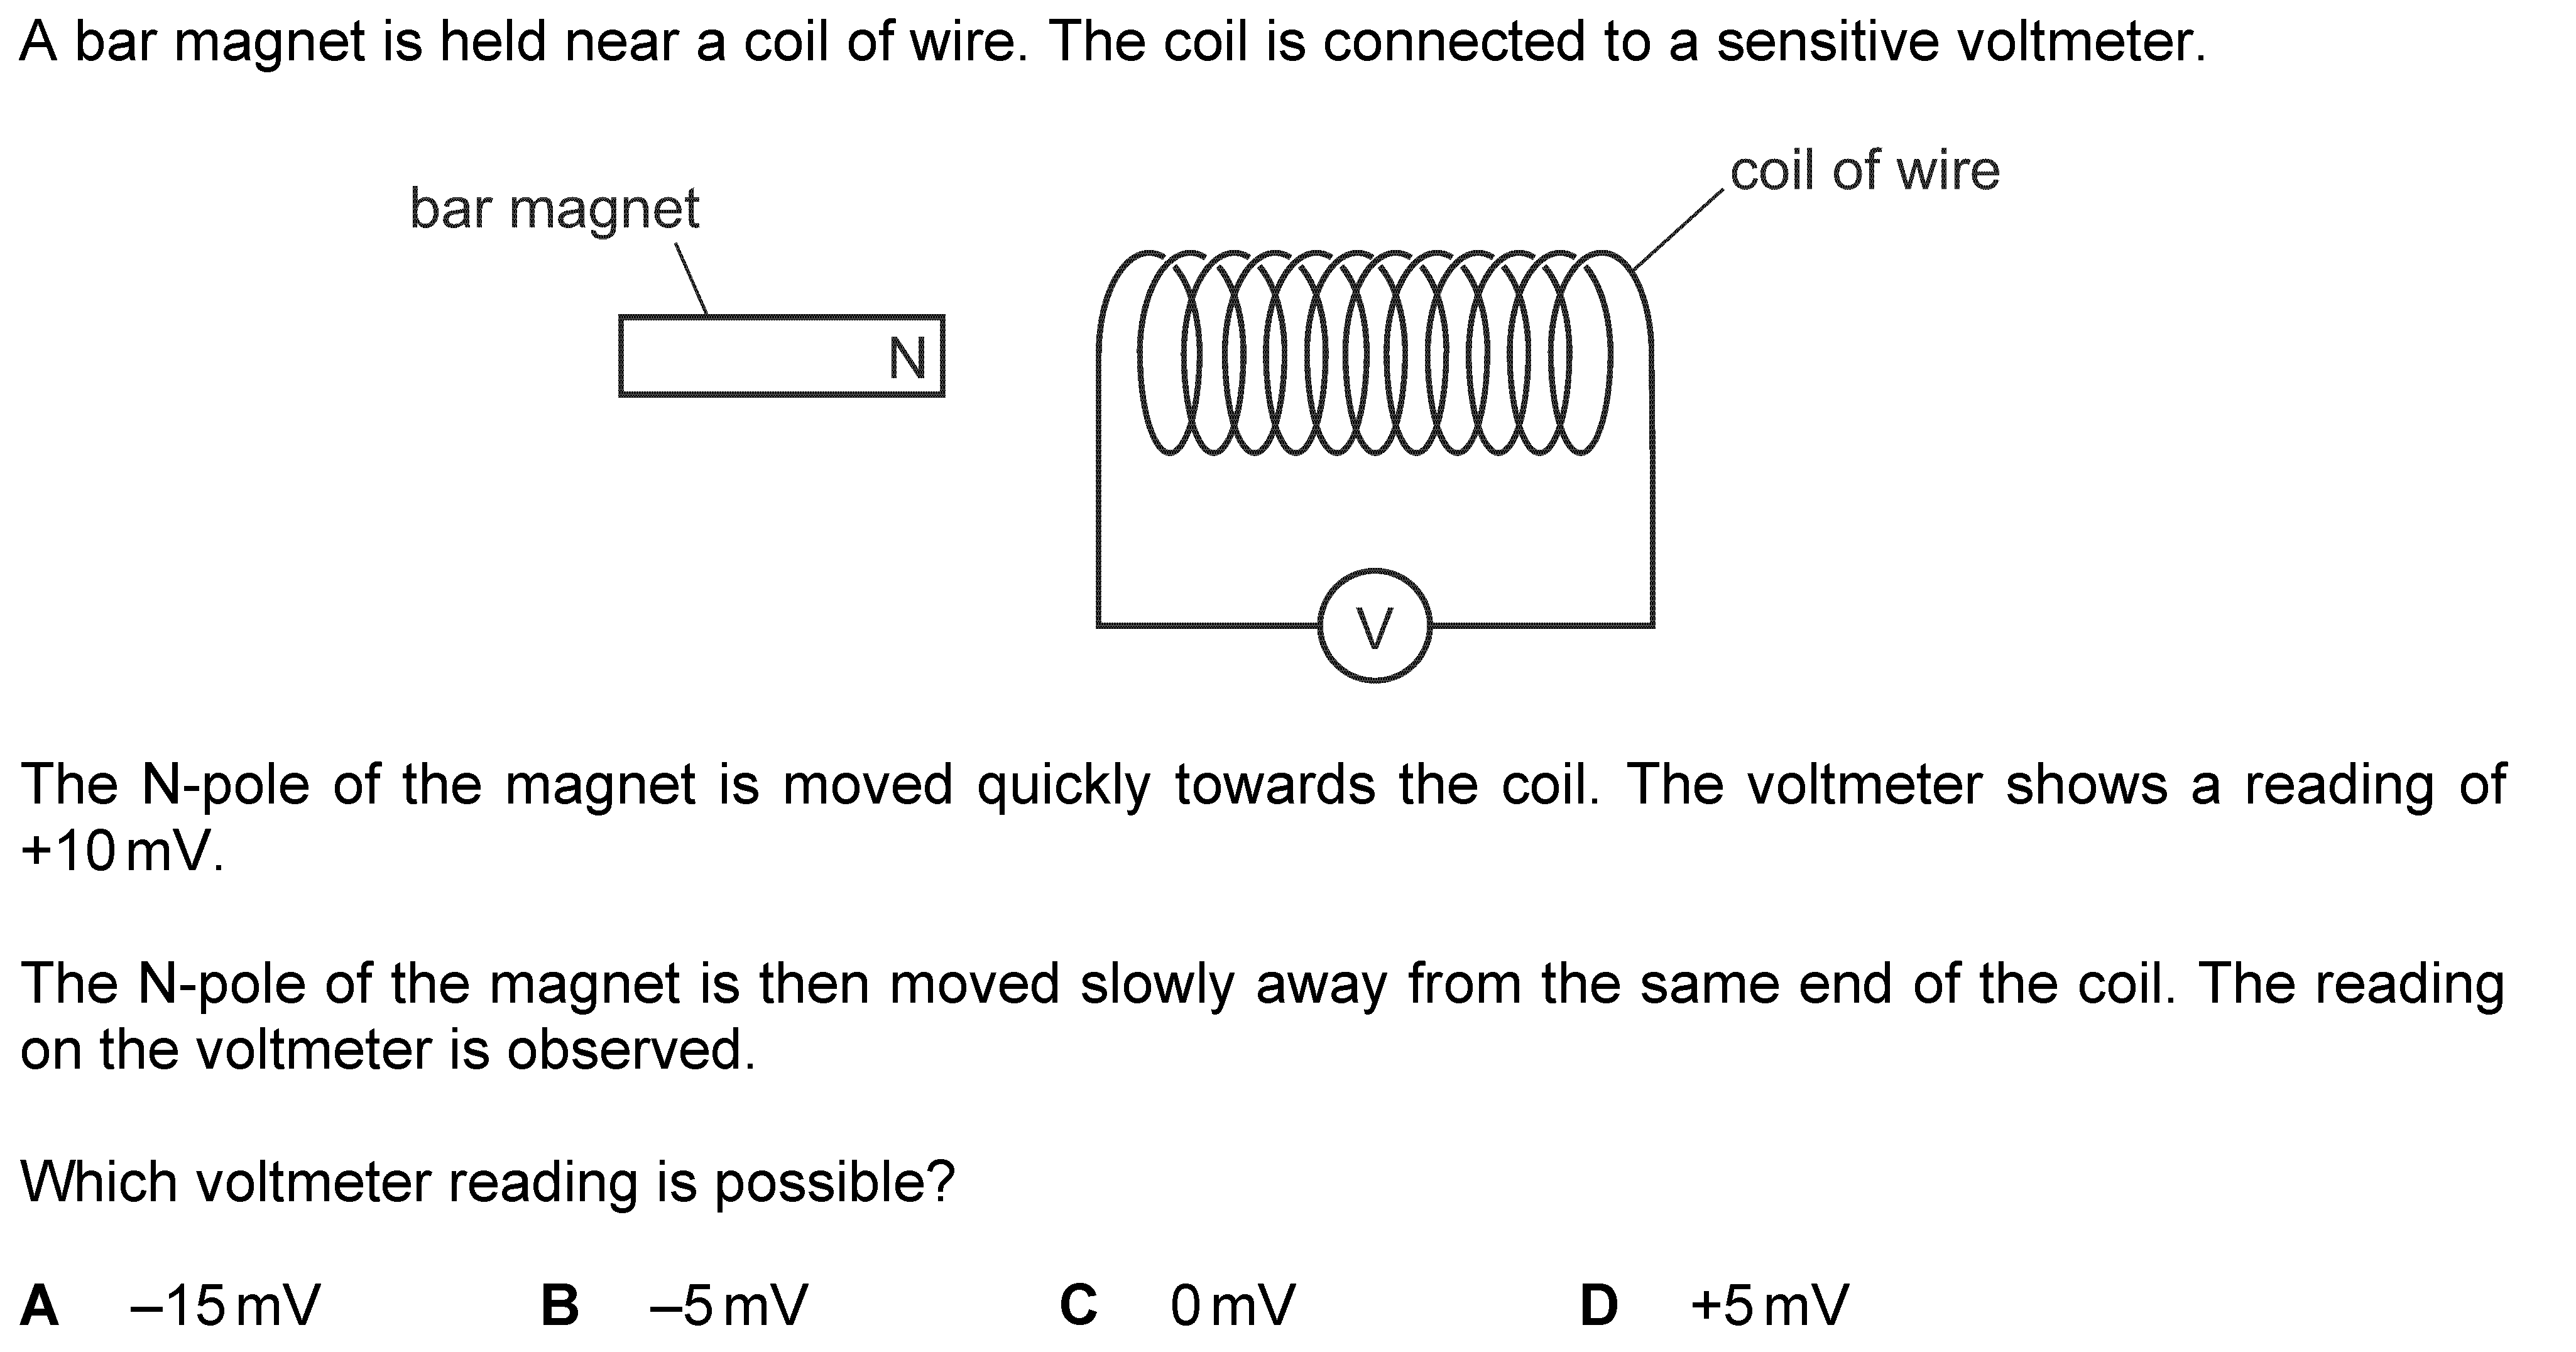 A bar magnet is held near a coil of wire. The coil is connected to a sensitive voltmeter.
coil of wire
bar magnet
N
V
The N-pole of the magnet is moved quickly towards the coil. The voltmeter shows a reading of
+10 mV.
The N-pole of the magnet is then moved slowly away from the same end of the coil. The reading
on the voltmeter is observed.
Which voltmeter reading is possible?
A –15 mV B –5 mV C 0 mV D +5 mV